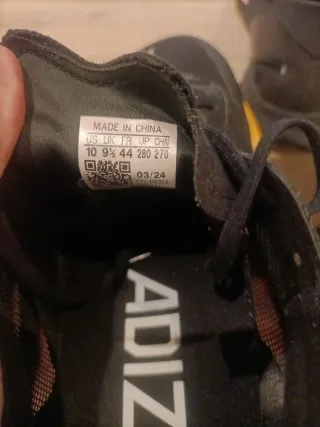 MADE IN CHINA
US UK FR JP CHN
10 9½ 44 280 270
03/24
ADIZ